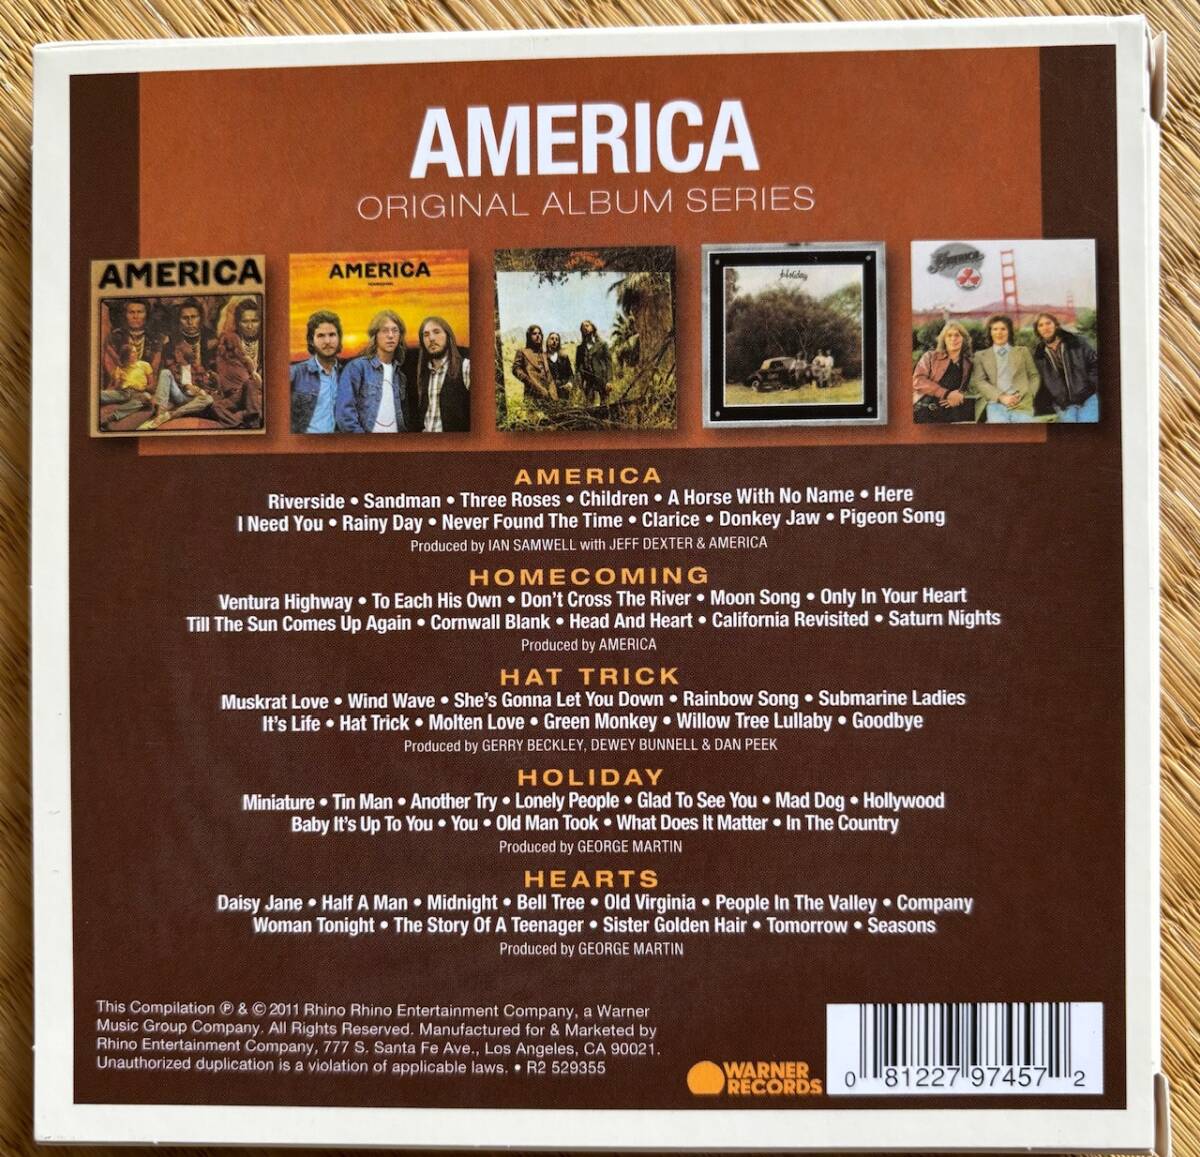 AMERICA
ORIGINAL ALBUM SERIES
AMERICA
AMERICA
HOMECOMING
Holiday
America
AMERICA
Riverside • Sandman • Three Roses • Children • A Horse With No Name • Here
I Need You • Rainy Day • Never Found The Time • Clarice • Donkey Jaw • Pigeon Song
Produced by IAN SAMWELL with JEFF DEXTER & AMERICA
HOMECOMING
Ventura Highway • To Each His Own • Don't Cross The River • Moon Song • Only In Your Heart
Till The Sun Comes Up Again • Cornwall Blank • Head And Heart • California Revisited • Saturn Nights
Produced by AMERICA
HAT TRICK
Muskrat Love • Wind Wave • She's Gonna Let You Down • Rainbow Song • Submarine Ladies
It's Life • Hat Trick • Molten Love • Green Monkey • Willow Tree Lullaby • Goodbye
Produced by GERRY BECKLEY, DEWEY BUNNELL & DAN PEEK
HOLIDAY
Miniature • Tin Man • Another Try • Lonely People • Glad To See You • Mad Dog • Hollywood
Baby It's Up To You • You • Old Man Took • What Does It Matter • In The Country
Produced by GEORGE MARTIN
HEARTS
Daisy Jane • Half A Man • Midnight • Bell Tree • Old Virginia • People In The Valley • Company
Woman Tonight • The Story Of A Teenager • Sister Golden Hair • Tomorrow • Seasons
Produced by GEORGE MARTIN
This Compilation ℗ & © 2011 Rhino Rhino Entertainment Company, a Warner
Music Group Company. All Rights Reserved. Manufactured for & Marketed by
Rhino Entertainment Company, 777 S. Santa Fe Ave., Los Angeles, CA 90021.
Unauthorized duplication is a violation of applicable laws. • R2 529355
WARNER
RECORDS
0 81227 97457 2